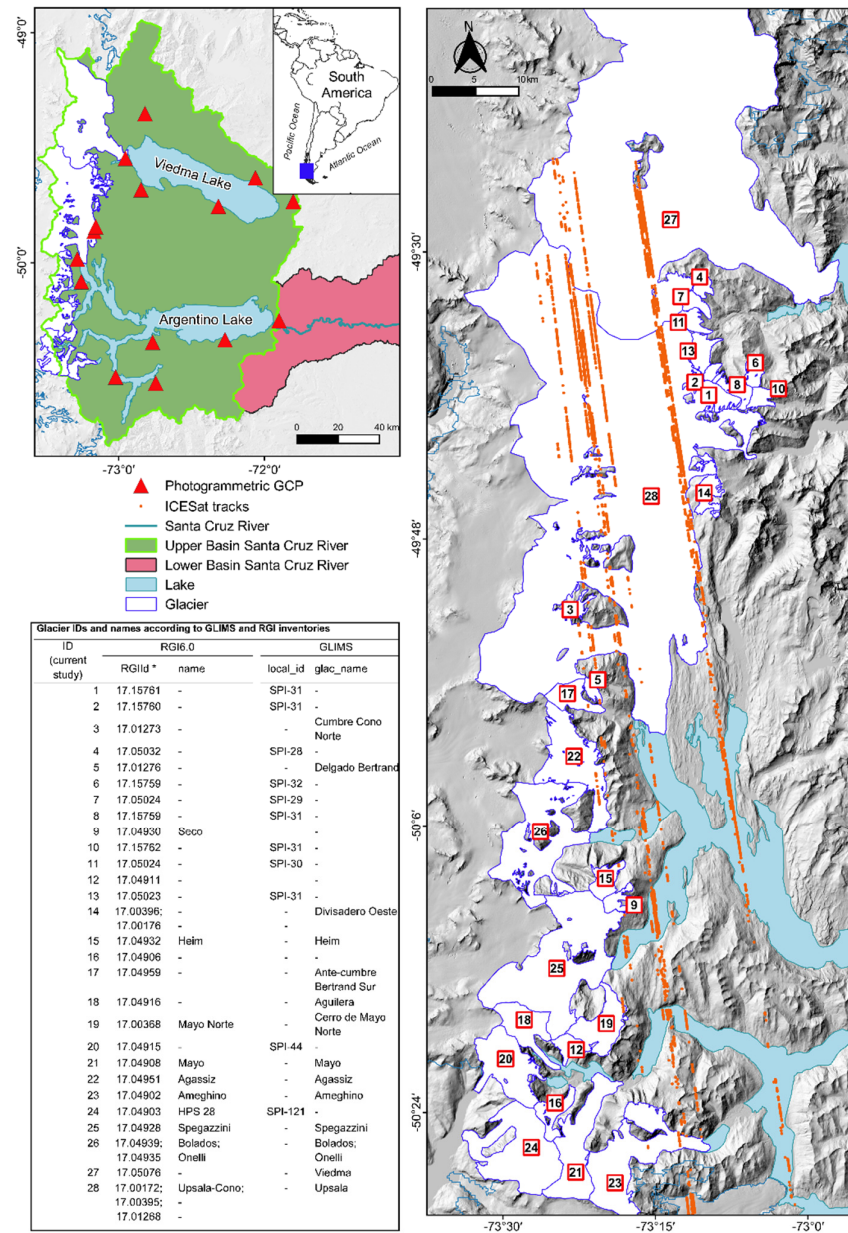 -49°0
-50°0
-73°0
-72°0
Viedma Lake
Argentino Lake
South
America
Pacific Ocean
Atlantic Ocean
0 20 40 km
Photogrammetric GCP
ICESat tracks
Santa Cruz River
Upper Basin Santa Cruz River
Lower Basin Santa Cruz River
Lake
Glacier
Glacier IDs and names according to GLIMS and RGI inventories
ID RGI6.0 GLIMS
(current
study) RGIId * name local_id glac_name
1 17.15761 - SPI-31 -
2 17.15760 - SPI-31 -
3 17.01273 - - Cumbre Cono
Norte
4 17.05032 - SPI-28 -
5 17.01276 - - Delgado Bertrand
6 17.15759 - SPI-32 -
7 17.05024 - SPI-29 -
8 17.15759 - SPI-31 -
9 17.04930 Seco -
10 17.15762 - SPI-31 -
11 17.05024 - SPI-30 -
12 17.04911 - -
13 17.05023 - SPI-31 -
14 17.00396; - - Divisadero Oeste
17.00176 -
15 17.04932 Heim - Heim
16 17.04906 - - -
17 17.04959 - Ante-cumbre
Bertrand Sur
18 17.04916 - - Aguilera
19 17.00368 Mayo Norte - Cerro de Mayo
Norte
20 17.04915 - SPI-44 -
21 17.04908 Mayo - Mayo
22 17.04951 Agassiz - Agassiz
23 17.04902 Ameghino - Ameghino
24 17.04903 HPS 28 SPI-121 -
25 17.04928 Spegazzini - Spegazzini
26 17.04939; Bolados; - Bolados;
17.04935 Onelli Onelli
27 17.05076 - - Viedma
28 17.00172; Upsala-Cono; - Upsala
17.00395; -
17.01268 -
N
0 5 10km
-49°30
-49°48
-50°6
-50°24
-73°30
-73°15
-73°0
27
4
7
11
13
6
2
8
10
1
28
14
3
5
17
22
26
15
9
25
18
19
12
20
16
24
21
23